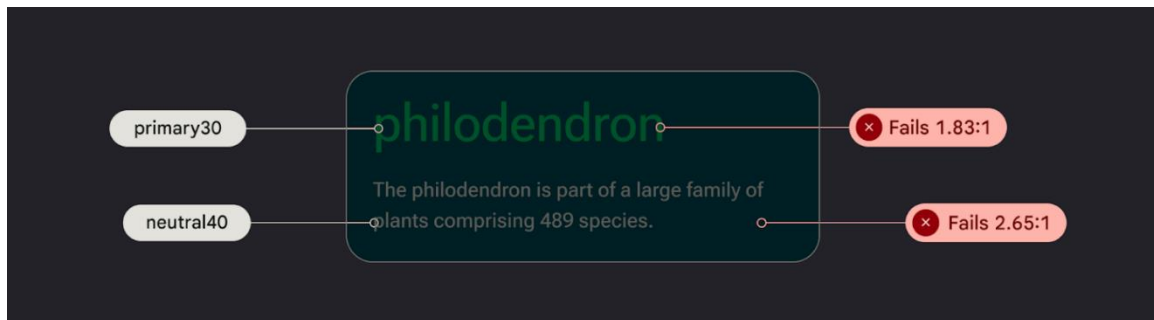 primary30
philodendron
Fails 1.83:1
The philodendron is part of a large family of
plants comprising 489 species.
neutral40
Fails 2.65:1